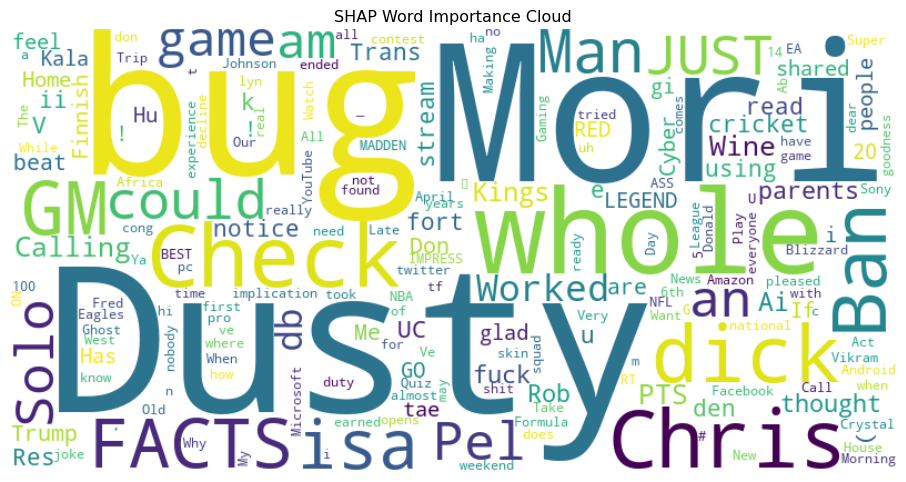 SHAP Word Importance Cloud
feel a Kala Home ii V ! Hu beat
Trip don t bug game Johnson am all ended contest Trans ha no
Mori Man JUST 14 EA Super shared dear people
Finnish experience decline lyn k ! real Watch Our All MADDEN _ stream
Making Gaming tried RED uh gi Cyber comes read cricket Wine have game Ab using 20 goodness
The While GM could Africa YouTube not found April years Kings e LEGEND ASS u parents Sony
Calling cong notice really need Late fort Don IMPRESS whole ready Day 5 League Donald Play everyone i Blizzard
Ya BEST pc Check twitter tf Worked are News 6th Amazon pleased Ban
100 ON Solo Fred Eagles Ghost West Has know time implication took hi first pro ve where When how db NBA of for Me UC GO glad Very u NFL Want G an Ai If with c
Dusty nobody n Old Microsoft duty Ve Quiz almost may skin squad fuck shit m RT dick national Act Vikram Android when
Trump Res joke , FACTS Why My isa i earned opens tae Pel weekend Rob Take Formula does PTS den Facebook New # Chris Call thought ( Crystal House Morning